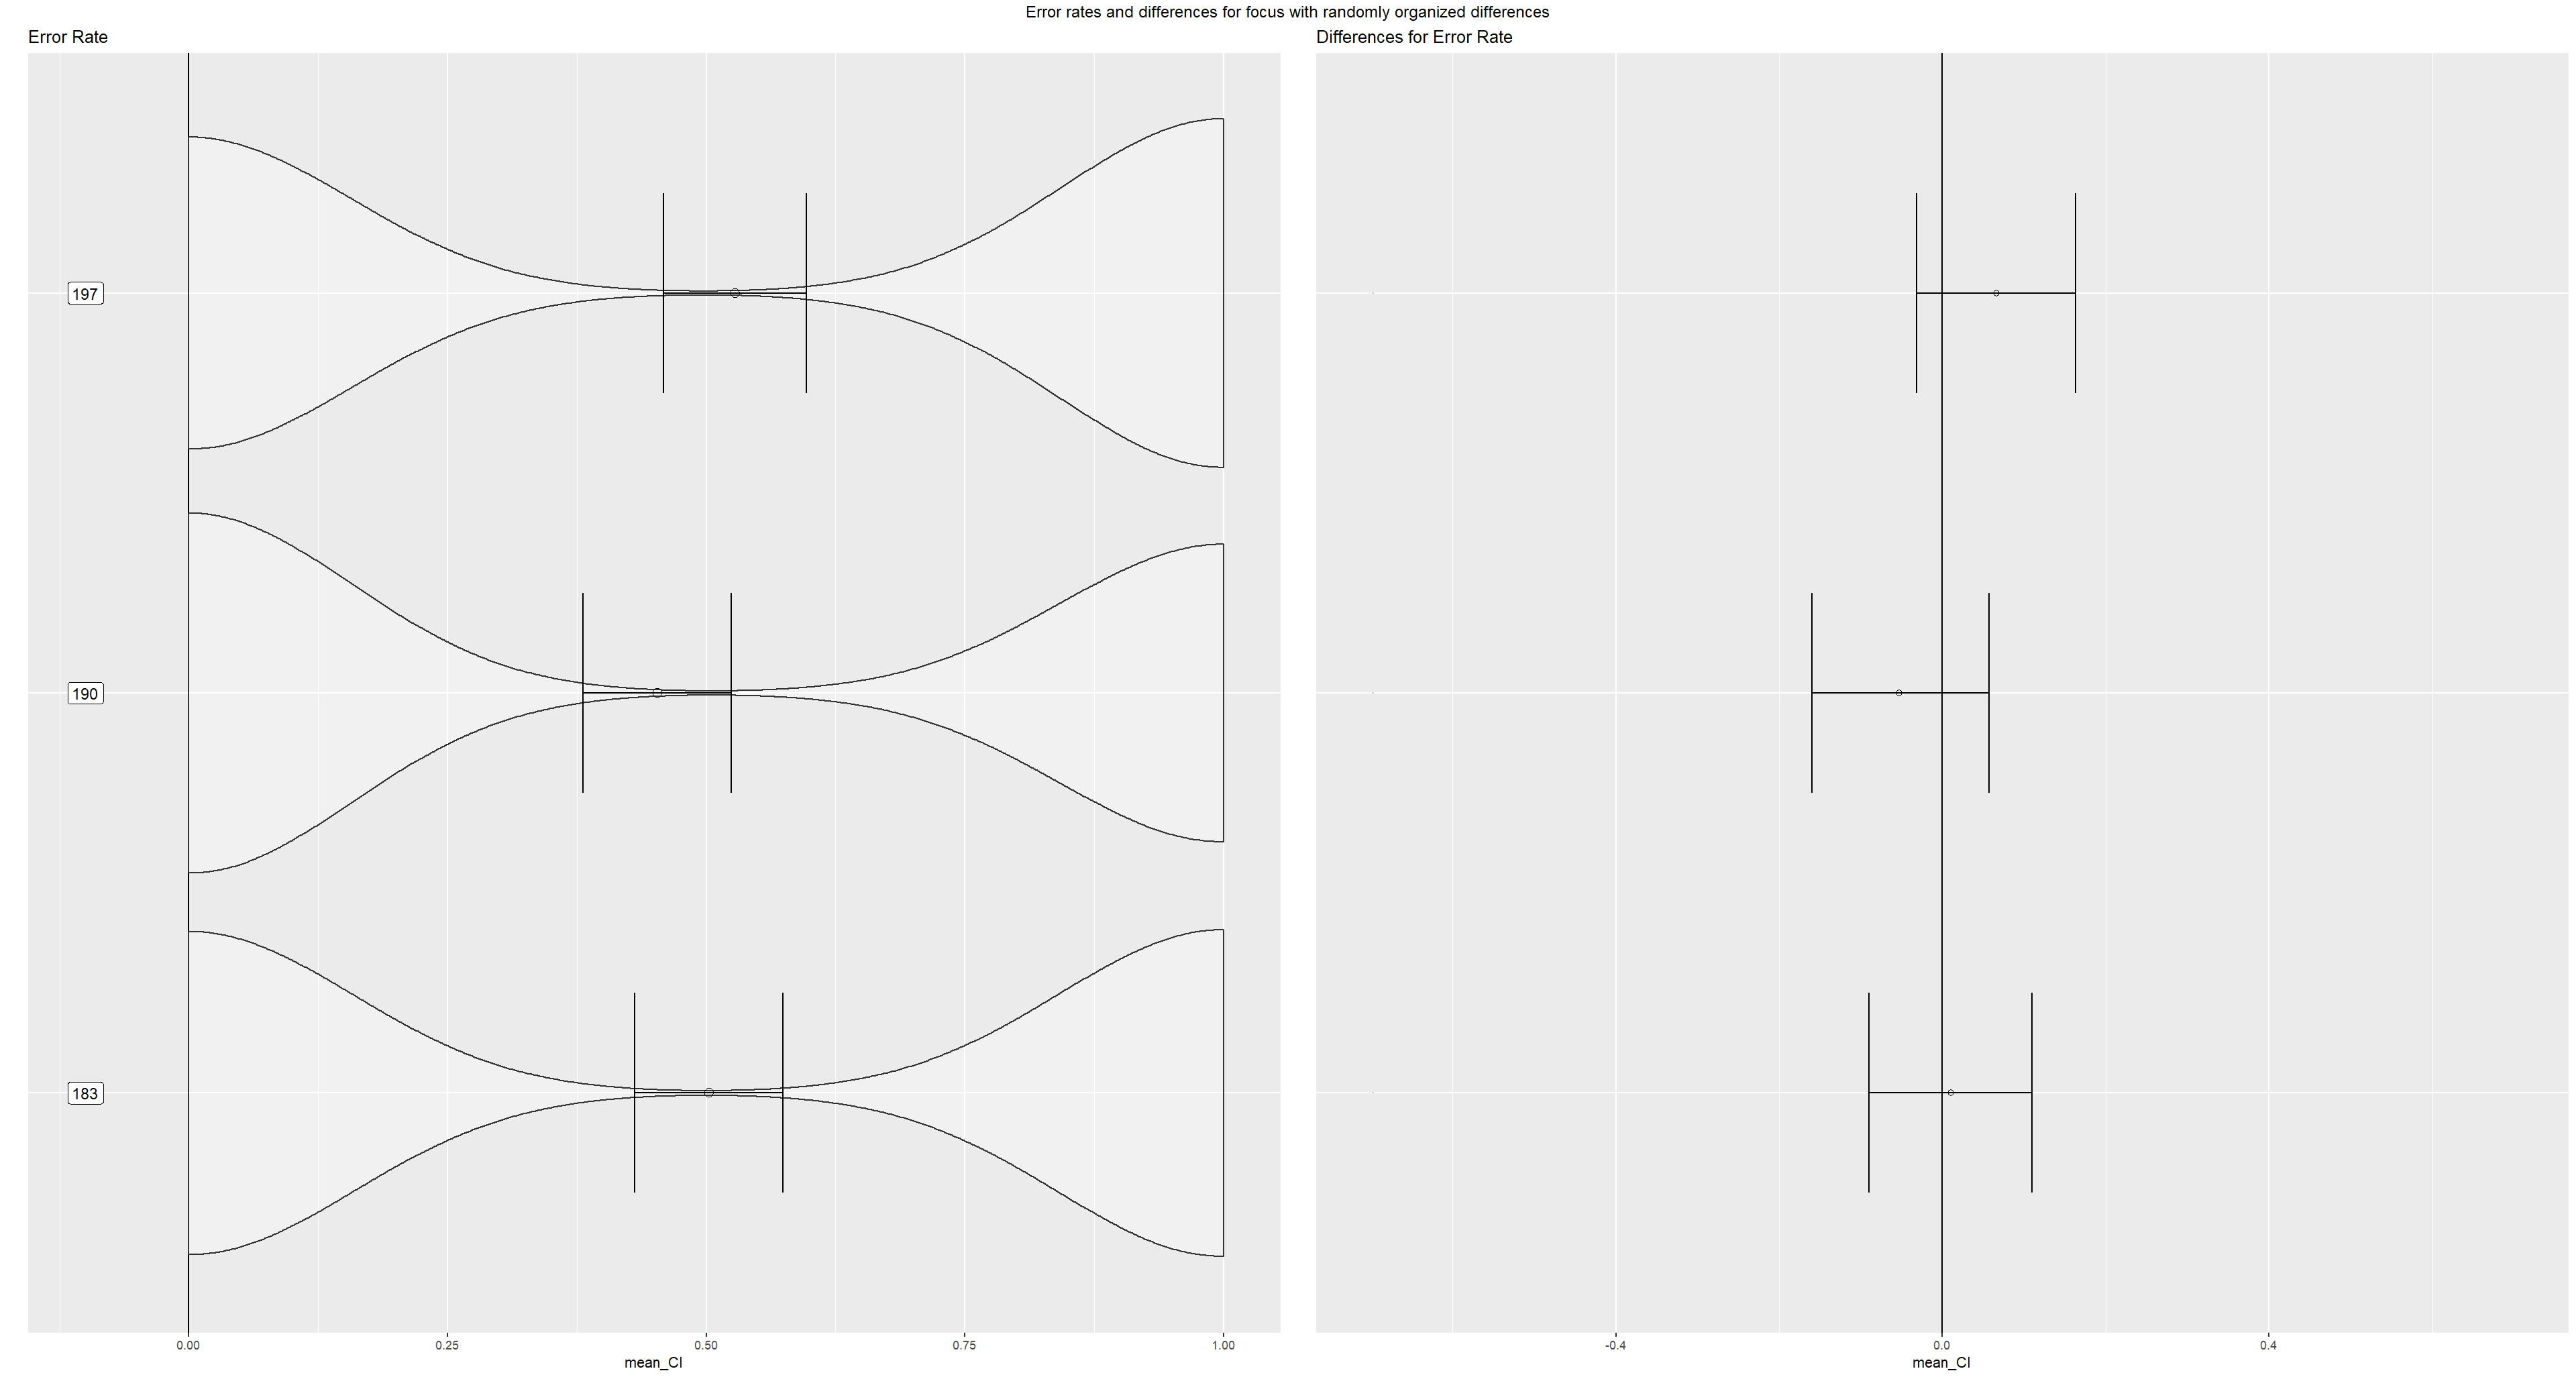 Error rates and differences for focus with randomly organized differences
Error Rate
Differences for Error Rate
197
190
183
0.00 0.25 0.50 0.75 1.00
-0.4 0.0 0.4
mean_CI
mean_CI